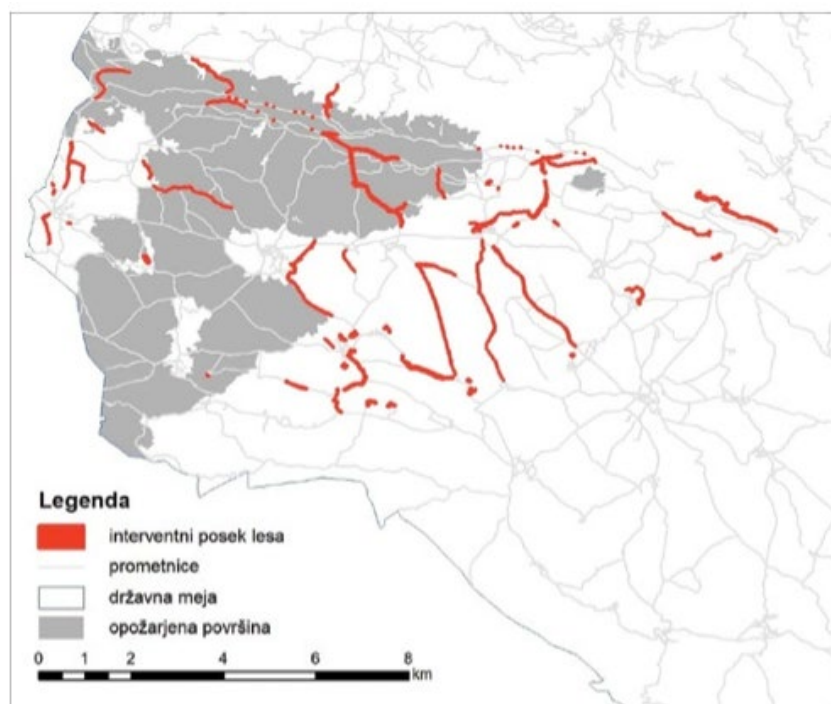 Legenda
interventni posek lesa
prometnice
državna meja
opožarjena površina
0 1 2 4 6 8
km